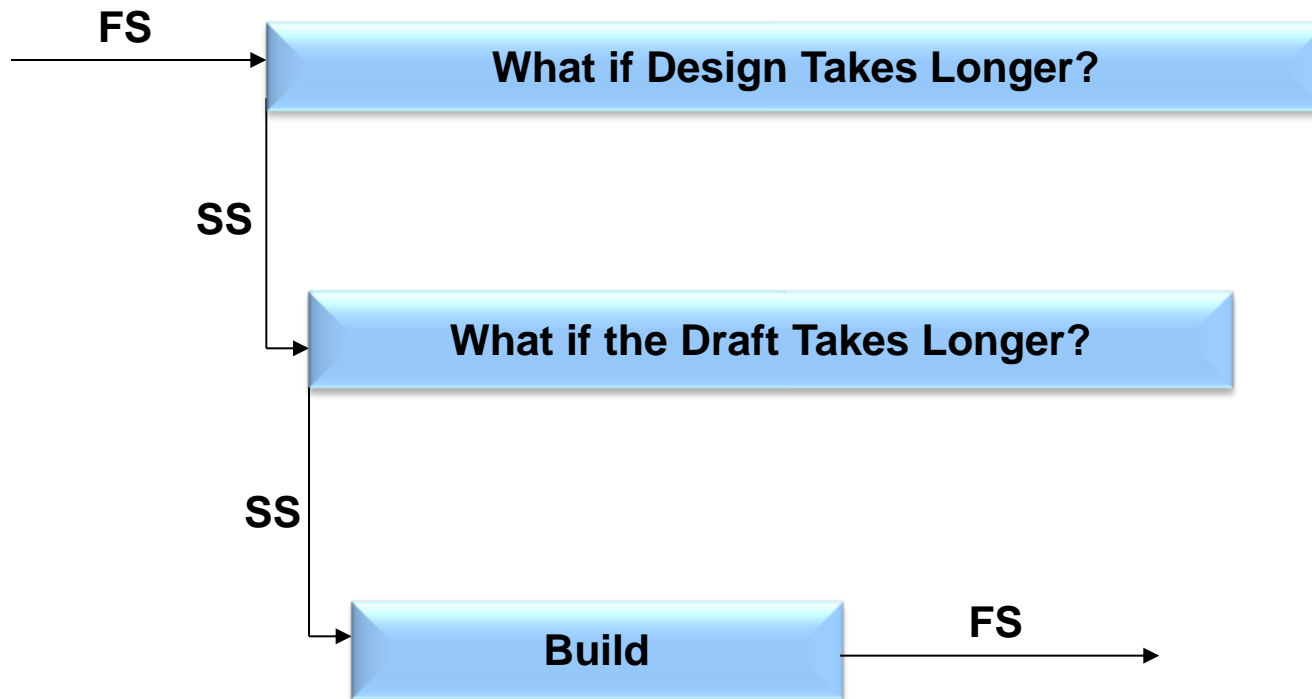 FS
What if Design Takes Longer?
SS
What if the Draft Takes Longer?
SS
Build
FS